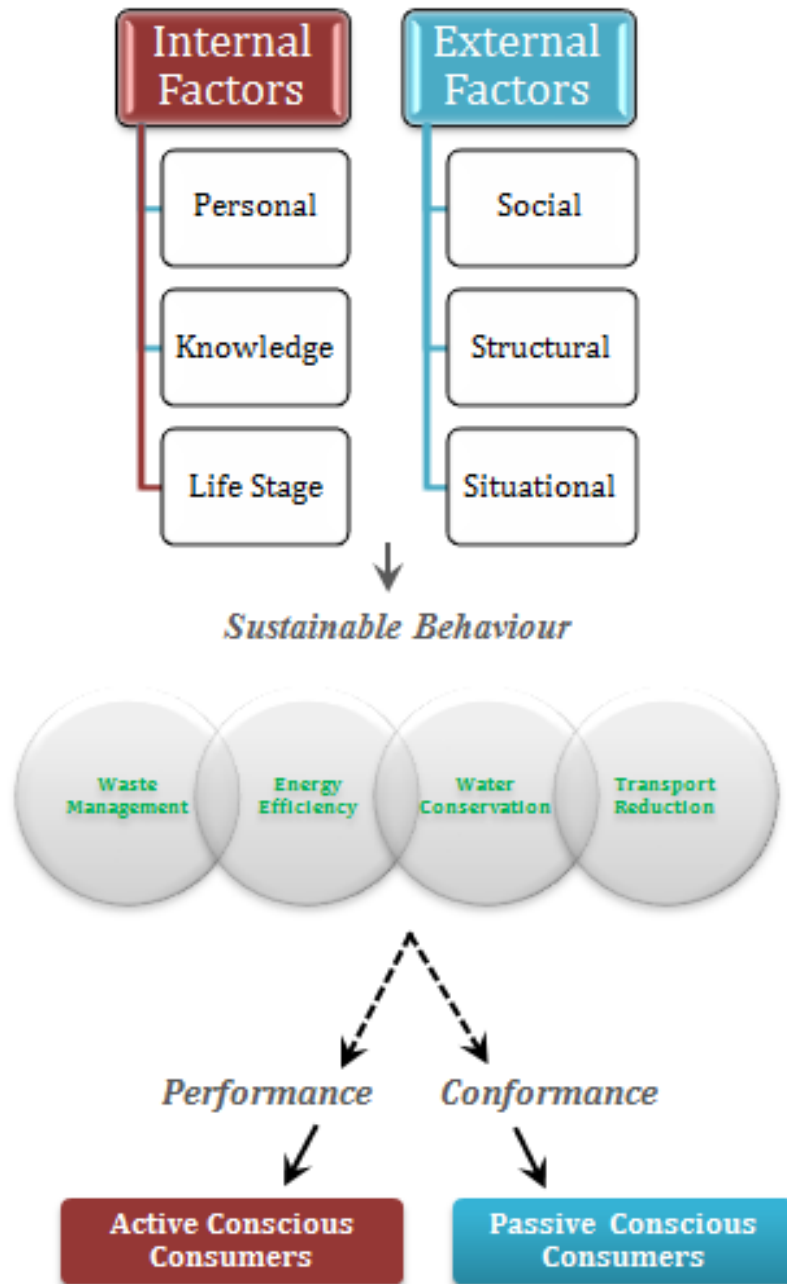 Internal
Factors
External
Factors
Personal
Social
Knowledge
Structural
Life Stage
Situational
Sustainable Behaviour
Waste
Management
Energy
Efficiency
Water
Conservation
Transport
Reduction
Performance
Conformance
Active Conscious
Consumers
Passive Conscious
Consumers